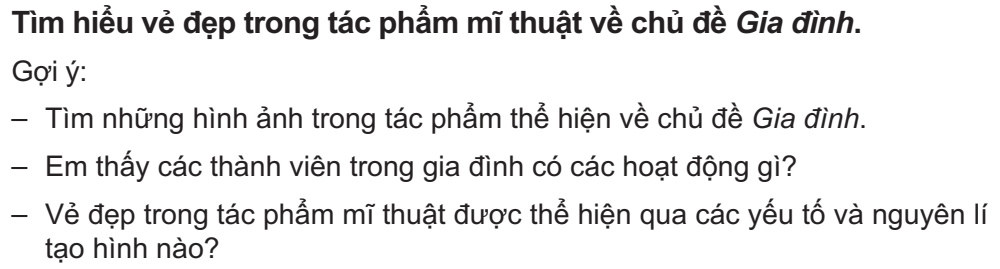 Tìm hiểu vẻ đẹp trong tác phẩm mĩ thuật về chủ đề Gia đình.
Gợi ý:
– Tìm những hình ảnh trong tác phẩm thể hiện về chủ đề Gia đình.
– Em thấy các thành viên trong gia đình có các hoạt động gì?
– Vẻ đẹp trong tác phẩm mĩ thuật được thể hiện qua các yếu tố và nguyên lí
tạo hình nào?